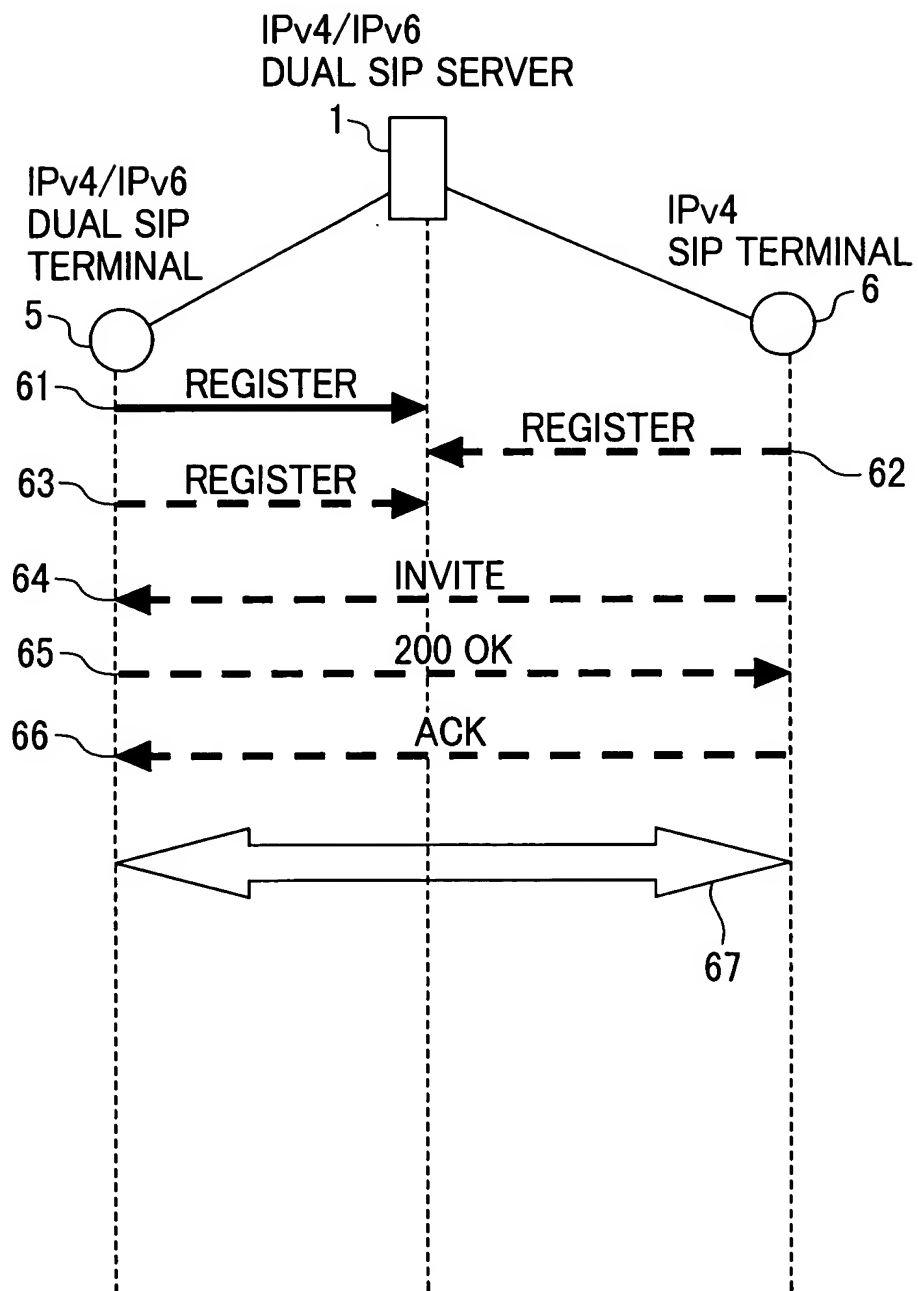 IPv4/IPv6
DUAL SIP SERVER
1
IPv4/IPv6
DUAL SIP
TERMINAL
5
IPv4
SIP TERMINAL
6
61
REGISTER
REGISTER
62
63
REGISTER
64
INVITE
65
200 OK
66
ACK
67